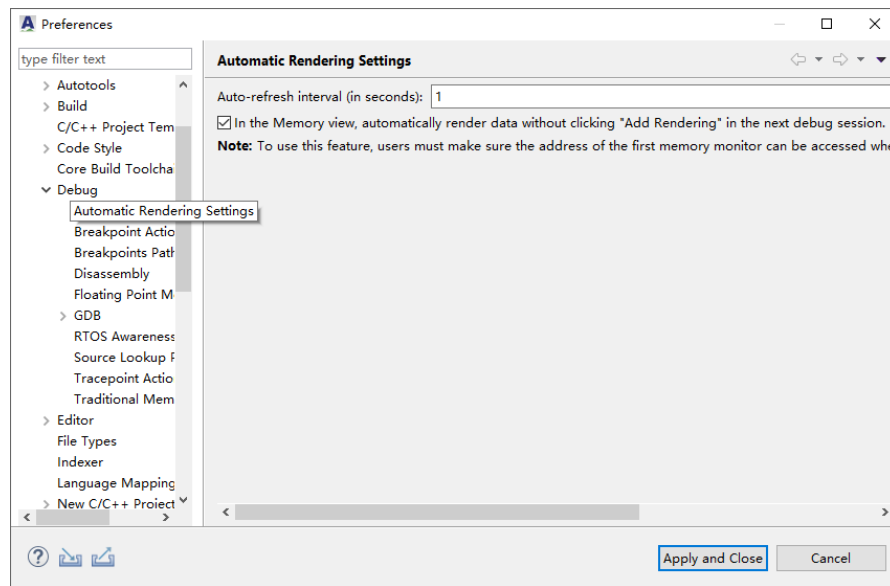 Preferences
type filter text
Autotools
Build
C/C++ Project Tem
Code Style
Core Build Toolcha
Debug
Automatic Rendering Settings
Breakpoint Actio
Breakpoints Path
Disassembly
Floating Point M
GDB
RTOS Awareness
Source Lookup P
Tracepoint Actio
Traditional Mem
Editor
File Types
Indexer
Language Mapping
New C/C++ Project
Automatic Rendering Settings
Auto-refresh interval (in seconds): 1
In the Memory view, automatically render data without clicking "Add Rendering" in the next debug session.
Note: To use this feature, users must make sure the address of the first memory monitor can be accessed whe
Apply and Close
Cancel